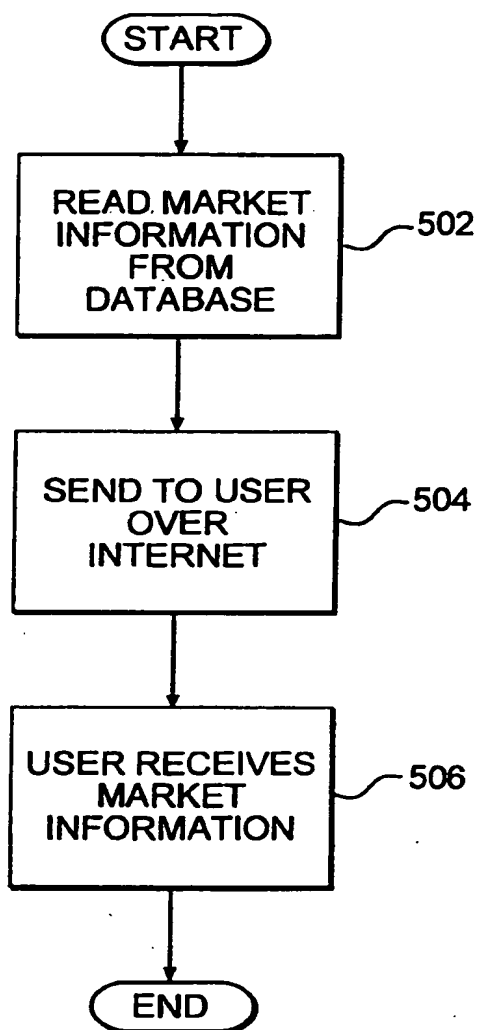 START
READ MARKET
INFORMATION
FROM
DATABASE
502
SEND TO USER
OVER
INTERNET
504
USER RECEIVES
MARKET
INFORMATION
506
END